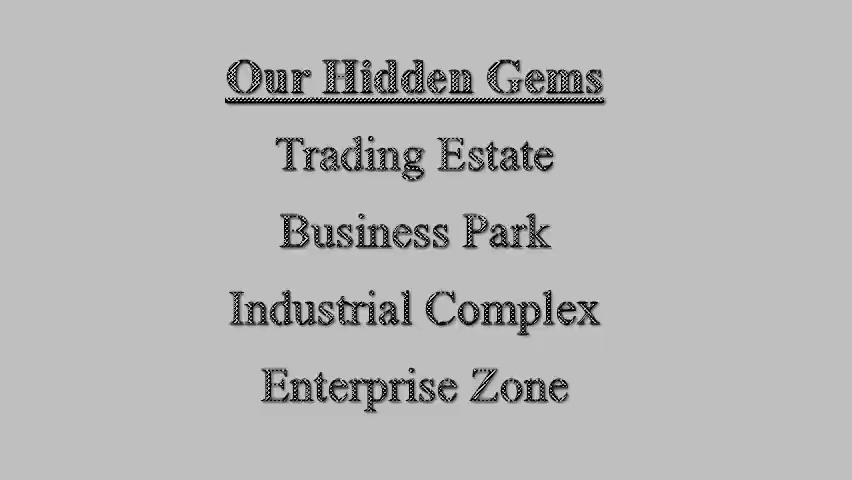 Our Hidden Gems
Trading Estate
Business Park
Industrial Complex
Enterprise Zone